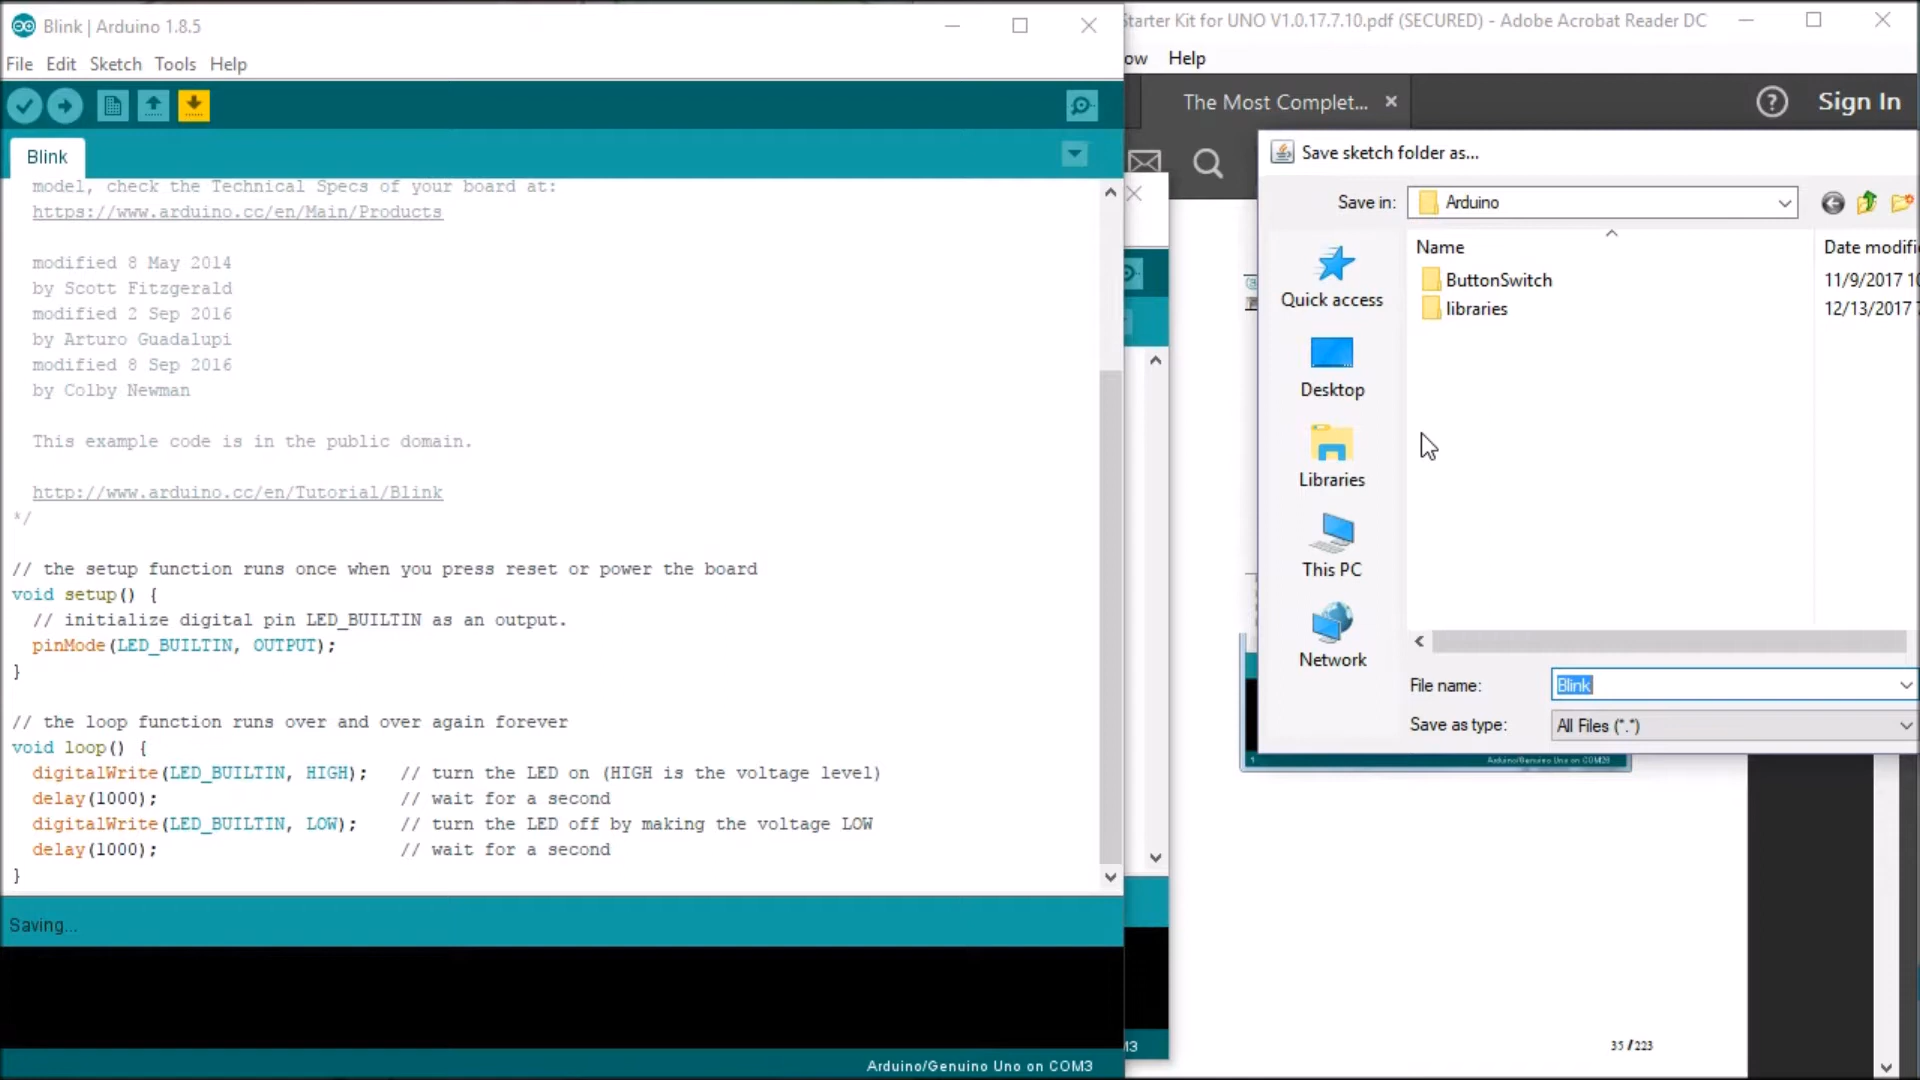 Blink | Arduino 1.8.5
File Edit Sketch Tools Help
Blink
model, check the Technical Specs of your board at:
https://www.arduino.cc/en/Main/Products
modified 8 May 2014
by Scott Fitzgerald
modified 2 Sep 2016
by Arturo Guadalupi
modified 8 Sep 2016
by Colby Newman
This example code is in the public domain.
http://www.arduino.cc/en/Tutorial/Blink
*/
// the setup function runs once when you press reset or power the board
void setup() {
// initialize digital pin LED_BUILTIN as an output.
pinMode(LED_BUILTIN, OUTPUT);
}
// the loop function runs over and over again forever
void loop() {
digitalWrite(LED_BUILTIN, HIGH); // turn the LED on (HIGH is the voltage level)
delay(1000); // wait for a second
digitalWrite(LED_BUILTIN, LOW); // turn the LED off by making the voltage LOW
delay(1000); // wait for a second
}
Saving...
Arduino/Genuino Uno on COM3
Starter Kit for UNO V1.0.17.7.10.pdf (SECURED) - Adobe Acrobat Reader DC
ow Help
The Most Complet... ×
Sign In
Save sketch folder as...
Save in: Arduino
Name Date modifi
ButtonSwitch 11/9/2017 10
libraries 12/13/2017 7
Quick access
Desktop
Libraries
This PC
Network
File name: Blink
Save as type: All Files (*.*)
1 Arduino/Genuino Uno on COM20
M3
35 / 223